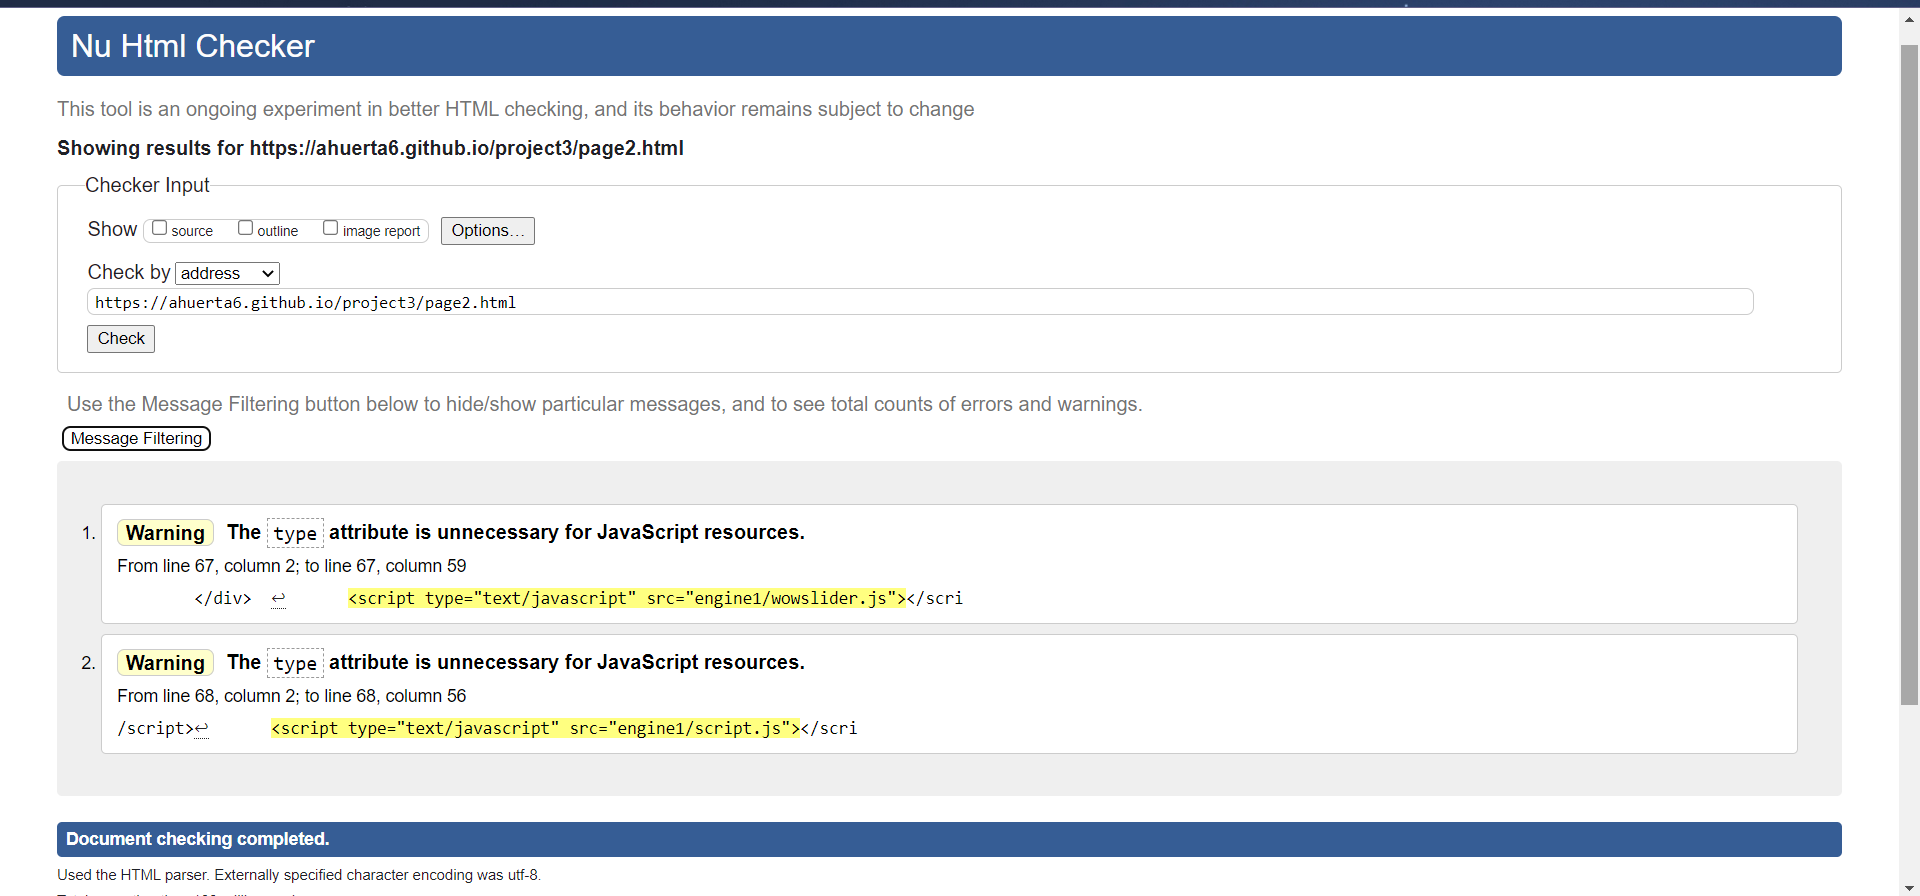 Nu Html Checker
This tool is an ongoing experiment in better HTML checking, and its behavior remains subject to change
Showing results for https://ahuerta6.github.io/project3/page2.html
Checker Input
Show source outline image report Options...
Check by address
https://ahuerta6.github.io/project3/page2.html
Check
Use the Message Filtering button below to hide/show particular messages, and to see total counts of errors and warnings.
Message Filtering
1. Warning The type attribute is unnecessary for JavaScript resources.
From line 67, column 2; to line 67, column 59
</div> ↩ <script type="text/javascript" src="engine1/wowslider.js"></scri
2. Warning The type attribute is unnecessary for JavaScript resources.
From line 68, column 2; to line 68, column 56
/script>↩ <script type="text/javascript" src="engine1/script.js"></scri
Document checking completed.
Used the HTML parser. Externally specified character encoding was utf-8.